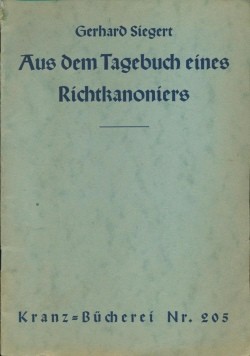 Gerhard Siegert
Aus dem Tagebuch eines
Richtkanoniers
Kranz=Bücherei Nr. 205